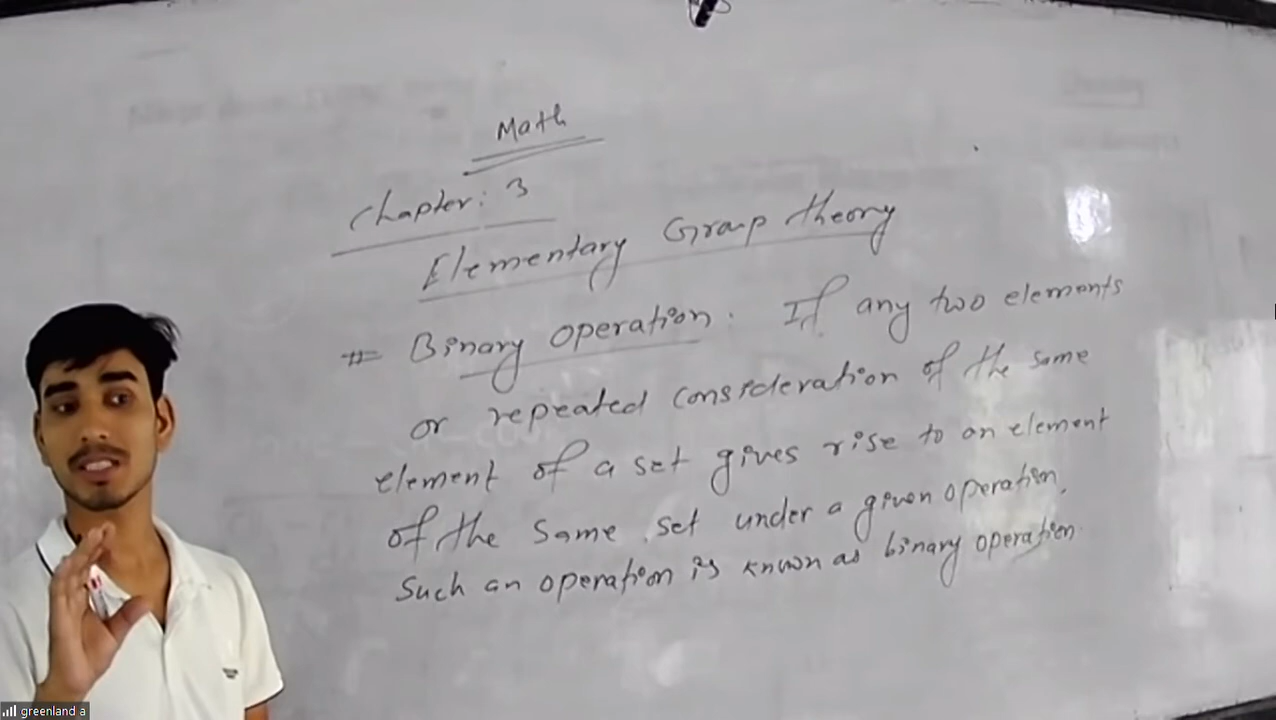 Math
Chapter: 3
Elementary Group theory
# Binary operation. If any two elements
or repeated consideration of the same
element of a set gives rise to an element
of the same set under a given operation,
such an operation is known as binary operation.
greenland a